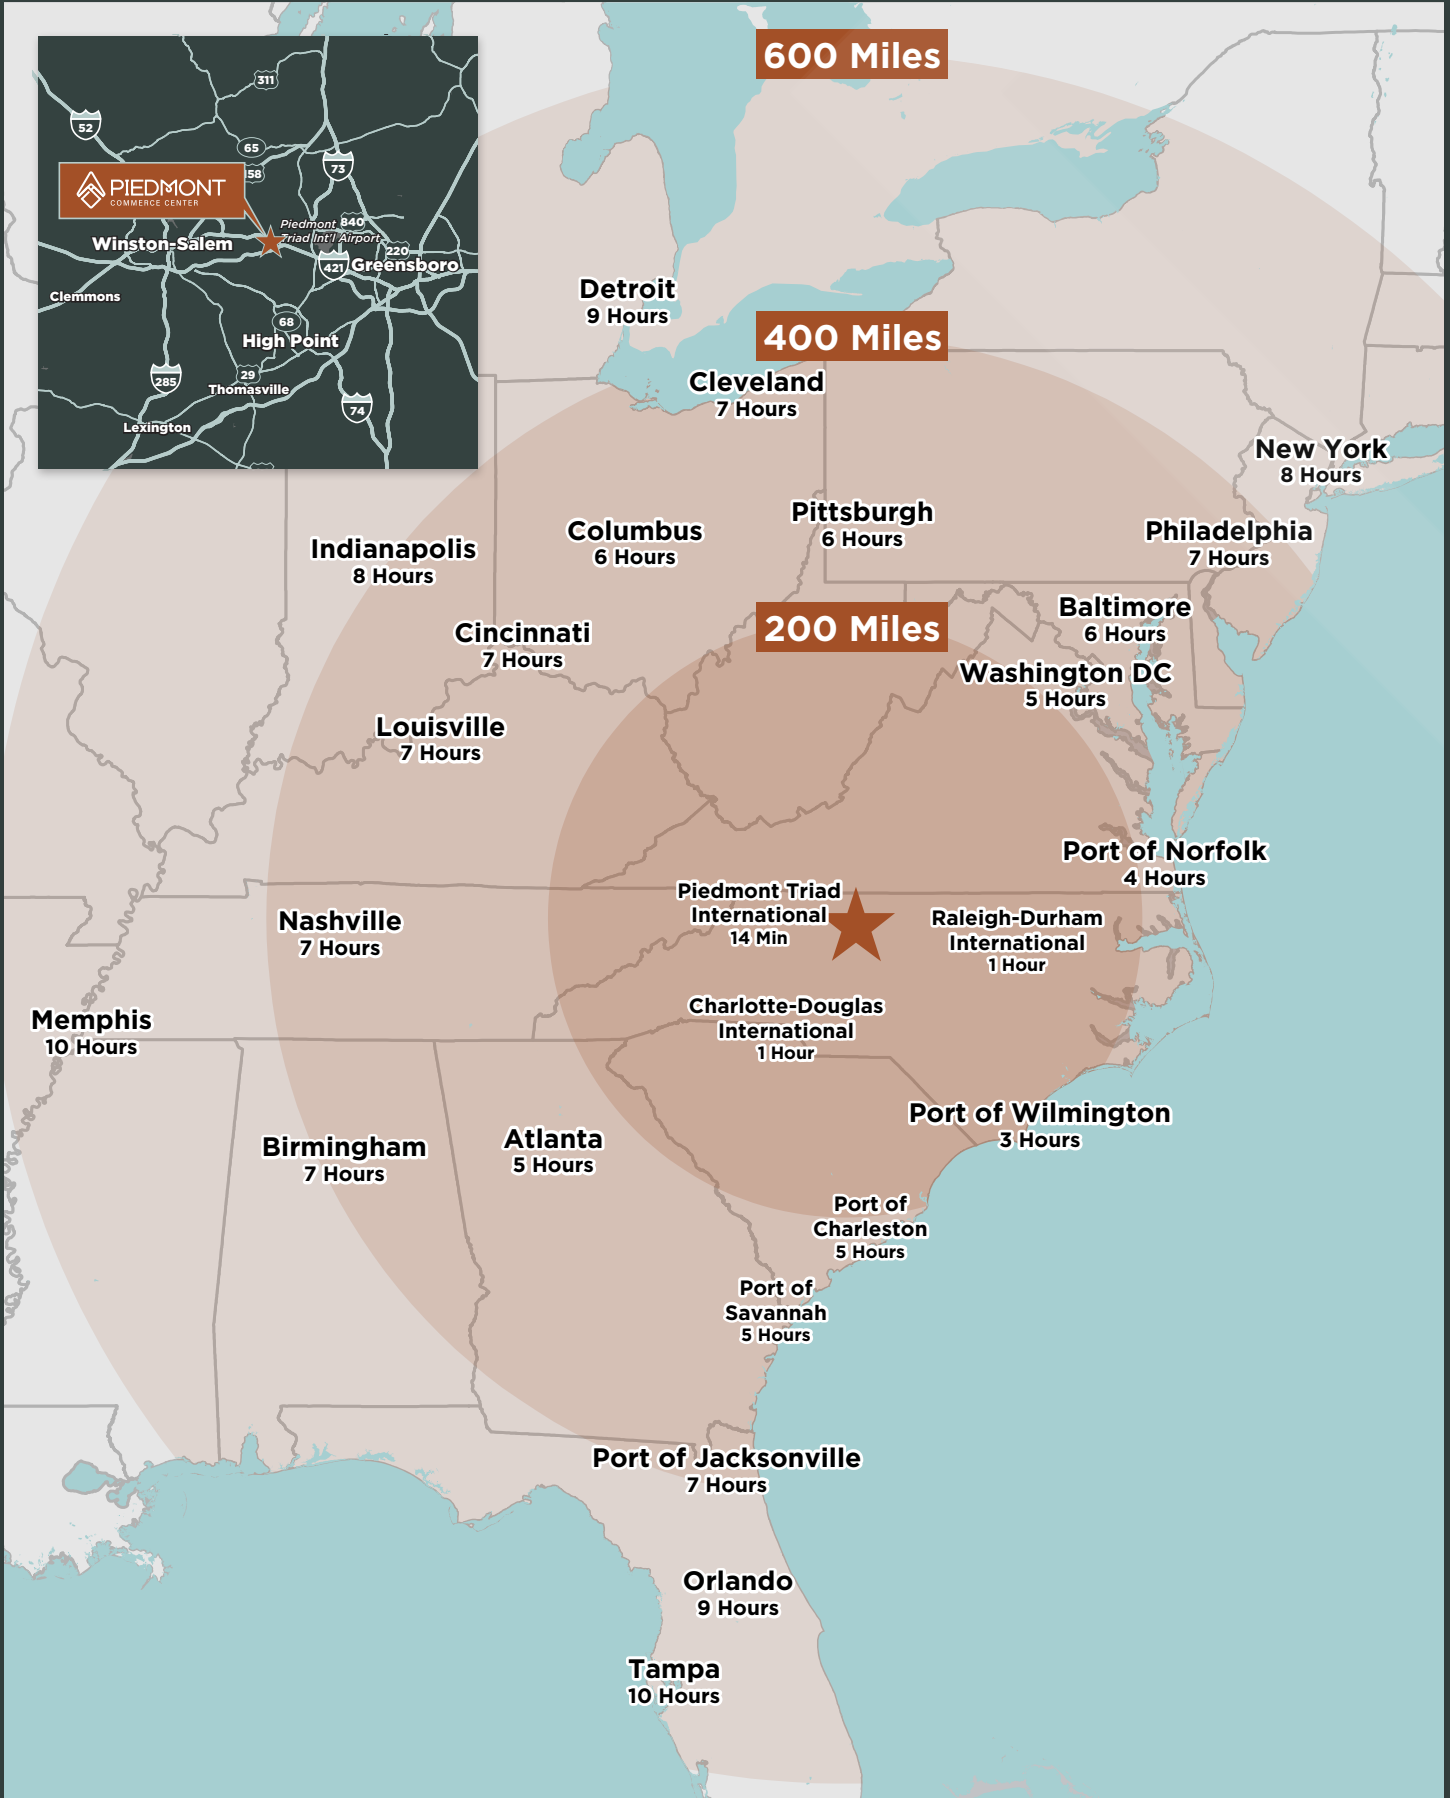 311
52
65
158
73
PIEDMONT
COMMERCE CENTER
Piedmont
Triad Int'l Airport
840
220
Winston-Salem
421
Greensboro
Clemmons
68
High Point
285
29
Thomasville
74
Lexington
600 Miles
Detroit
9 Hours
400 Miles
Cleveland
7 Hours
New York
8 Hours
Pittsburgh
6 Hours
Columbus
6 Hours
Philadelphia
7 Hours
Indianapolis
8 Hours
Baltimore
6 Hours
200 Miles
Cincinnati
7 Hours
Washington DC
5 Hours
Louisville
7 Hours
Port of Norfolk
4 Hours
Piedmont Triad
International
14 Min
Raleigh-Durham
International
1 Hour
Nashville
7 Hours
Charlotte-Douglas
International
1 Hour
Memphis
10 Hours
Port of Wilmington
3 Hours
Atlanta
5 Hours
Birmingham
7 Hours
Port of
Charleston
5 Hours
Port of
Savannah
5 Hours
Port of Jacksonville
7 Hours
Orlando
9 Hours
Tampa
10 Hours